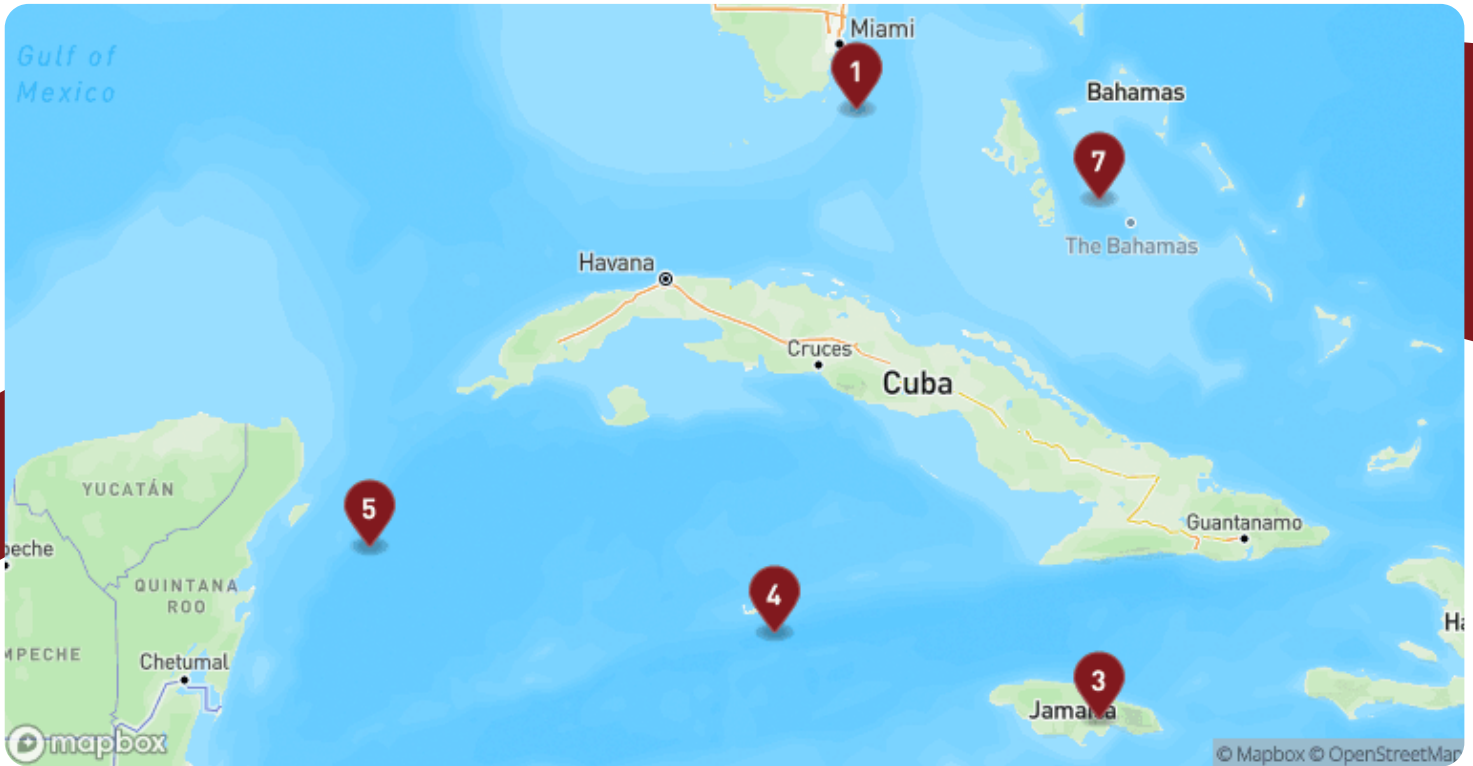 Gulf of
Mexico
Miami
1
Bahamas
7
The Bahamas
Havana
Cruces
Cuba
YUCATÁN
5
Guantanamo
peche
QUINTANA
ROO
4
Ha
MPECHE
Chetumal
3
Jamaica
mapbox
© Mapbox © OpenStreetMap